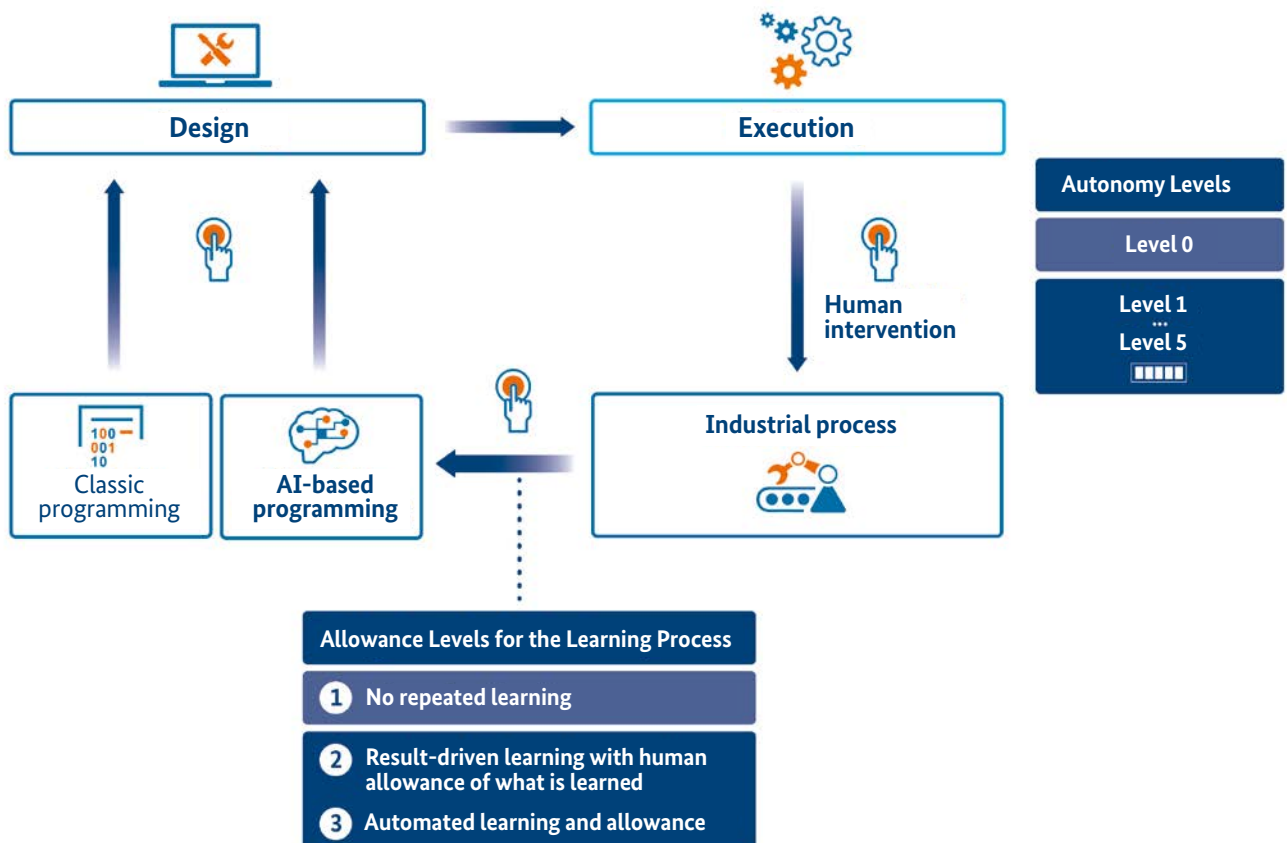 Design
Execution
Autonomy Levels
Level 0
Level 1
...
Level 5
Human
intervention
100
001
10
Classic
programming
AI-based
programming
Industrial process
Allowance Levels for the Learning Process
1 No repeated learning
2 Result-driven learning with human
allowance of what is learned
3 Automated learning and allowance